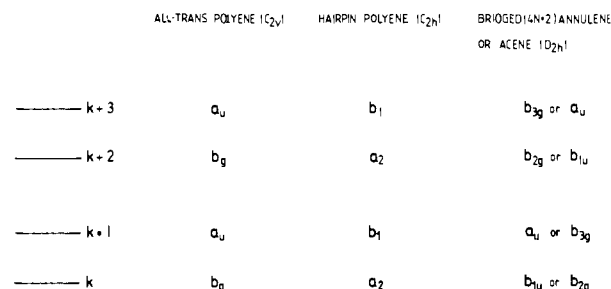 ALL-TRANS POLYENE (C2v) HAIRPIN POLYENE (C2h) BRIDGED(4N+2)ANNULENE
OR ACENE (D2h)
k+3 au b1 b3g or au
k+2 bg a2 b2g or b1u
k+1 au b1 au or b3g
k bg a2 b1u or b2g